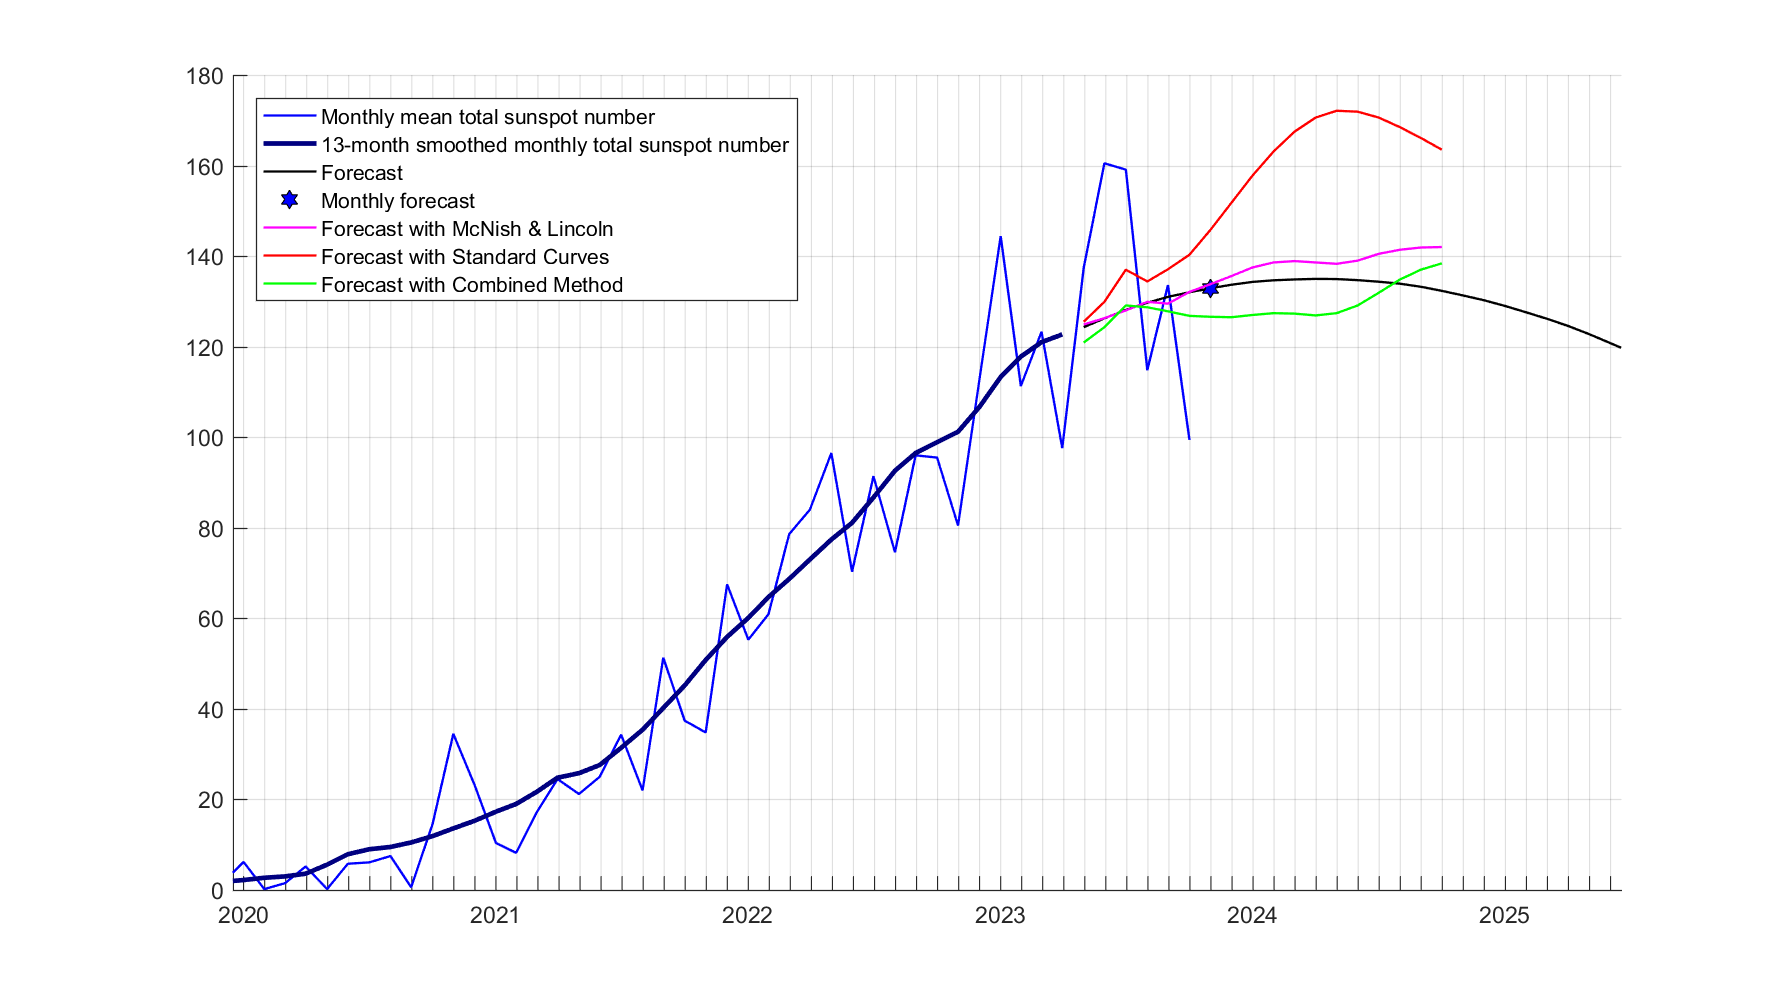 180
160
140
120
100
80
60
40
20
0
Monthly mean total sunspot number
13-month smoothed monthly total sunspot number
Forecast
Monthly forecast
Forecast with McNish & Lincoln
Forecast with Standard Curves
Forecast with Combined Method
2020 2021 2022 2023 2024 2025